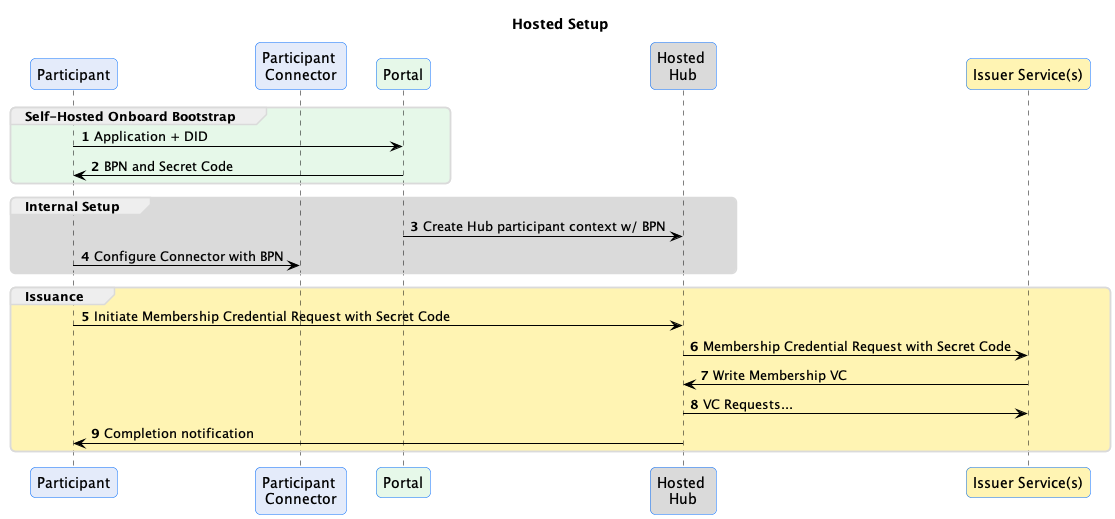 Hosted Setup
Participant
Participant
Connector
Portal
Hosted
Hub
Issuer Service(s)
Self-Hosted Onboard Bootstrap
1 Application + DID
2 BPN and Secret Code
Internal Setup
3 Create Hub participant context w/ BPN
4 Configure Connector with BPN
Issuance
5 Initiate Membership Credential Request with Secret Code
6 Membership Credential Request with Secret Code
7 Write Membership VC
8 VC Requests...
9 Completion notification
Participant
Participant
Connector
Portal
Hosted
Hub
Issuer Service(s)